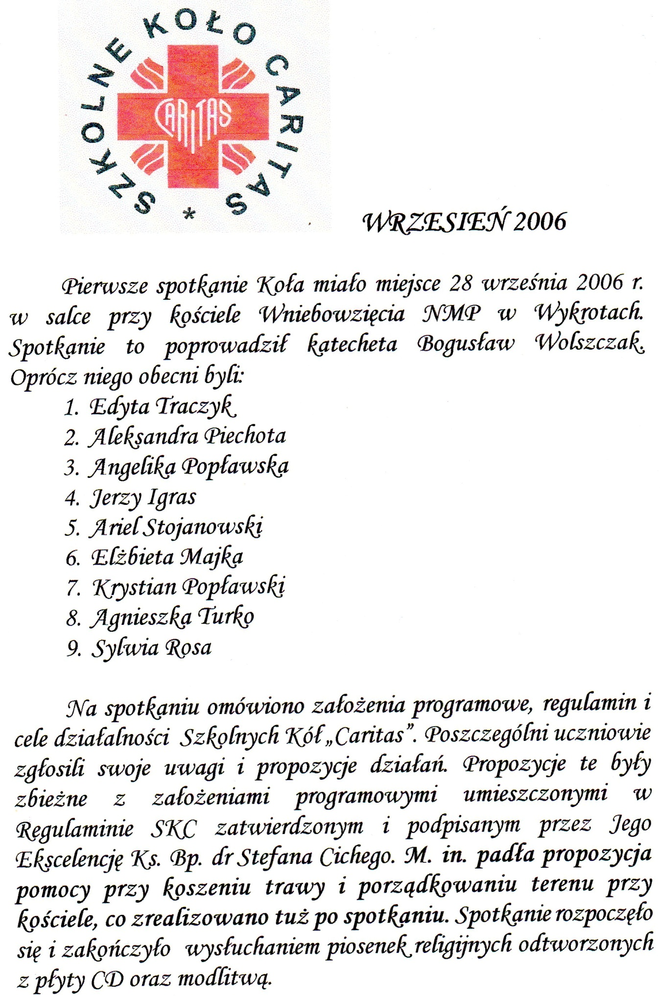 SZKOLNE KOŁO CARITAS *
CARITAS
WRZESIEŃ 2006
Pierwsze spotkanie Koła miało miejsce 28 września 2006 r.
w salce przy kościele Wniebowzięcia NMP w Wykrotach.
Spotkanie to poprowadził katecheta Bogusław Wolszczak.
Oprócz niego obecni byli:
1. Edyta Traczyk
2. Aleksandra Piechota
3. Angelika Popławska
4. Jerzy Igras
5. Ariel Stojanowski
6. Elżbieta Majka
7. Krystian Popławski
8. Agnieszka Turko
9. Sylwia Rosa
Na spotkaniu omówiono założenia programowe, regulamin i
cele działalności Szkolnych Kół „Caritas”. Poszczególni uczniowie
zgłosili swoje uwagi i propozycje działań. Propozycje te były
zbieżne z założeniami programowymi umieszczonymi w
Regulaminie SKC zatwierdzonym i podpisanym przez Jego
Ekscelencję Ks. Bp. dr Stefana Cichego. M. in. padła propozycja
pomocy przy koszeniu trawy i porządkowaniu terenu przy
kościele, co zrealizowano tuż po spotkaniu. Spotkanie rozpoczęło
się i zakończyło wysłuchaniem piosenek religijnych odtworzonych
z płyty CD oraz modlitwą.